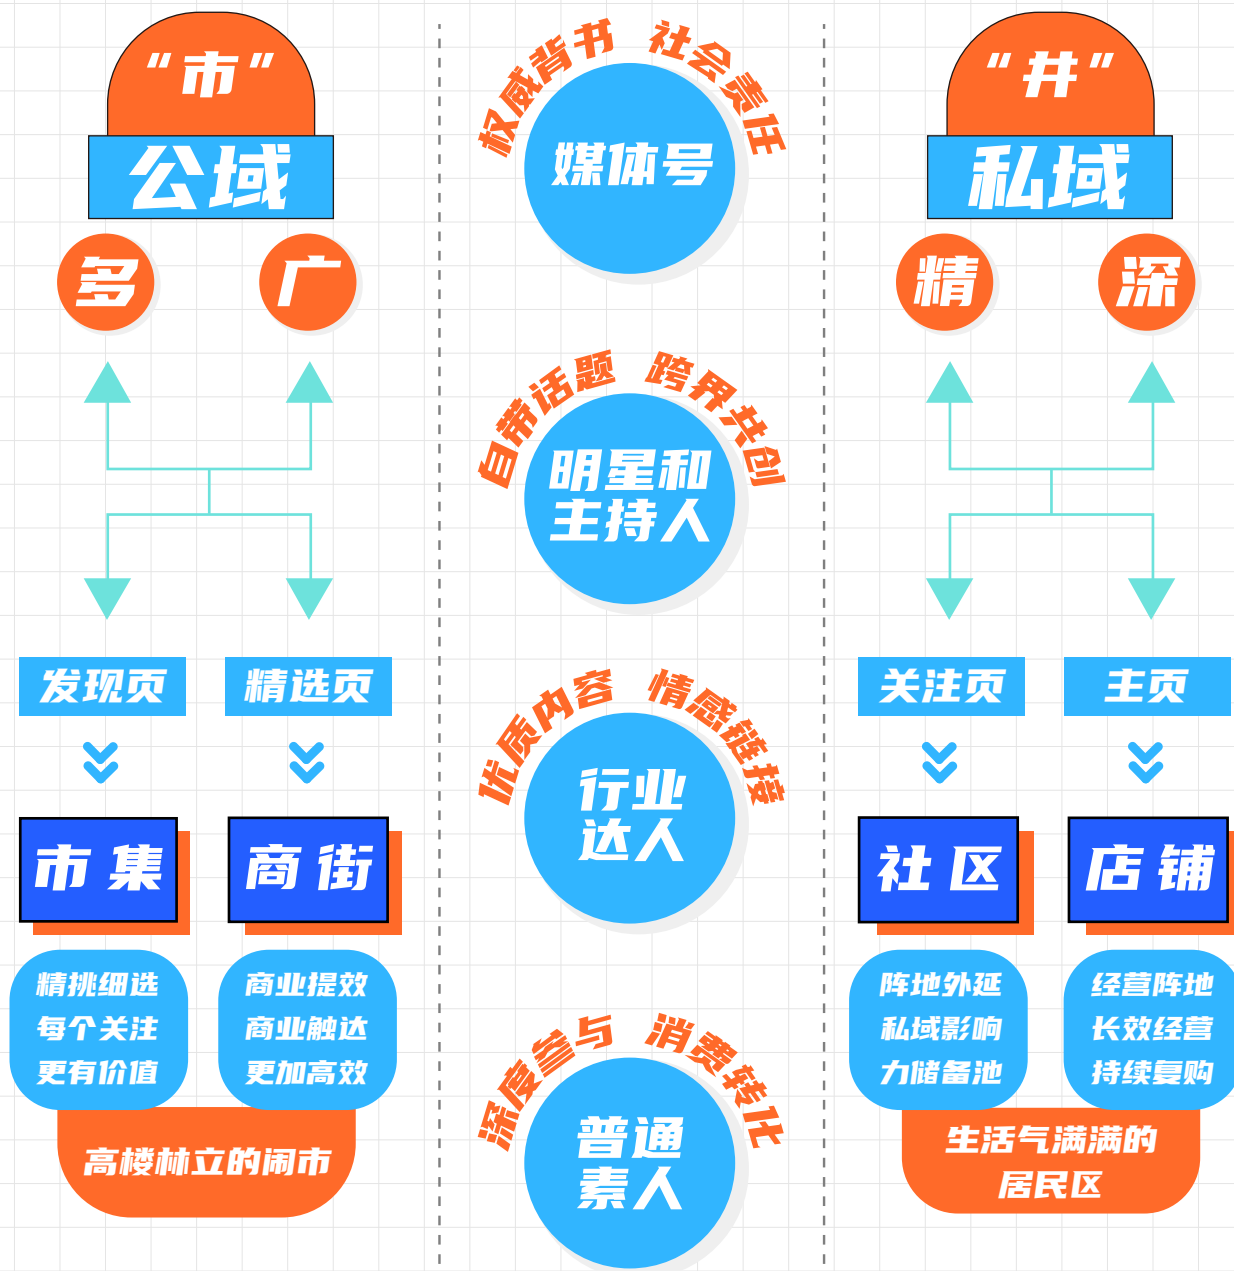 “市”
公域
多
广
发现页
精选页
市集
商街
精挑细选
每个关注
更有价值
商业提效
商业触达
更加高效
高楼林立的闹市
权威背书 社会责任
媒体号
自带话题 跨界共创
明星和
主持人
优质内容 情感链接
行业
达人
深度参与 消费转化
普通
素人
“井”
私域
精
深
关注页
主页
社区
店铺
阵地外延
私域影响
力储备池
经营阵地
长效经营
持续复购
生活气满满的
居民区